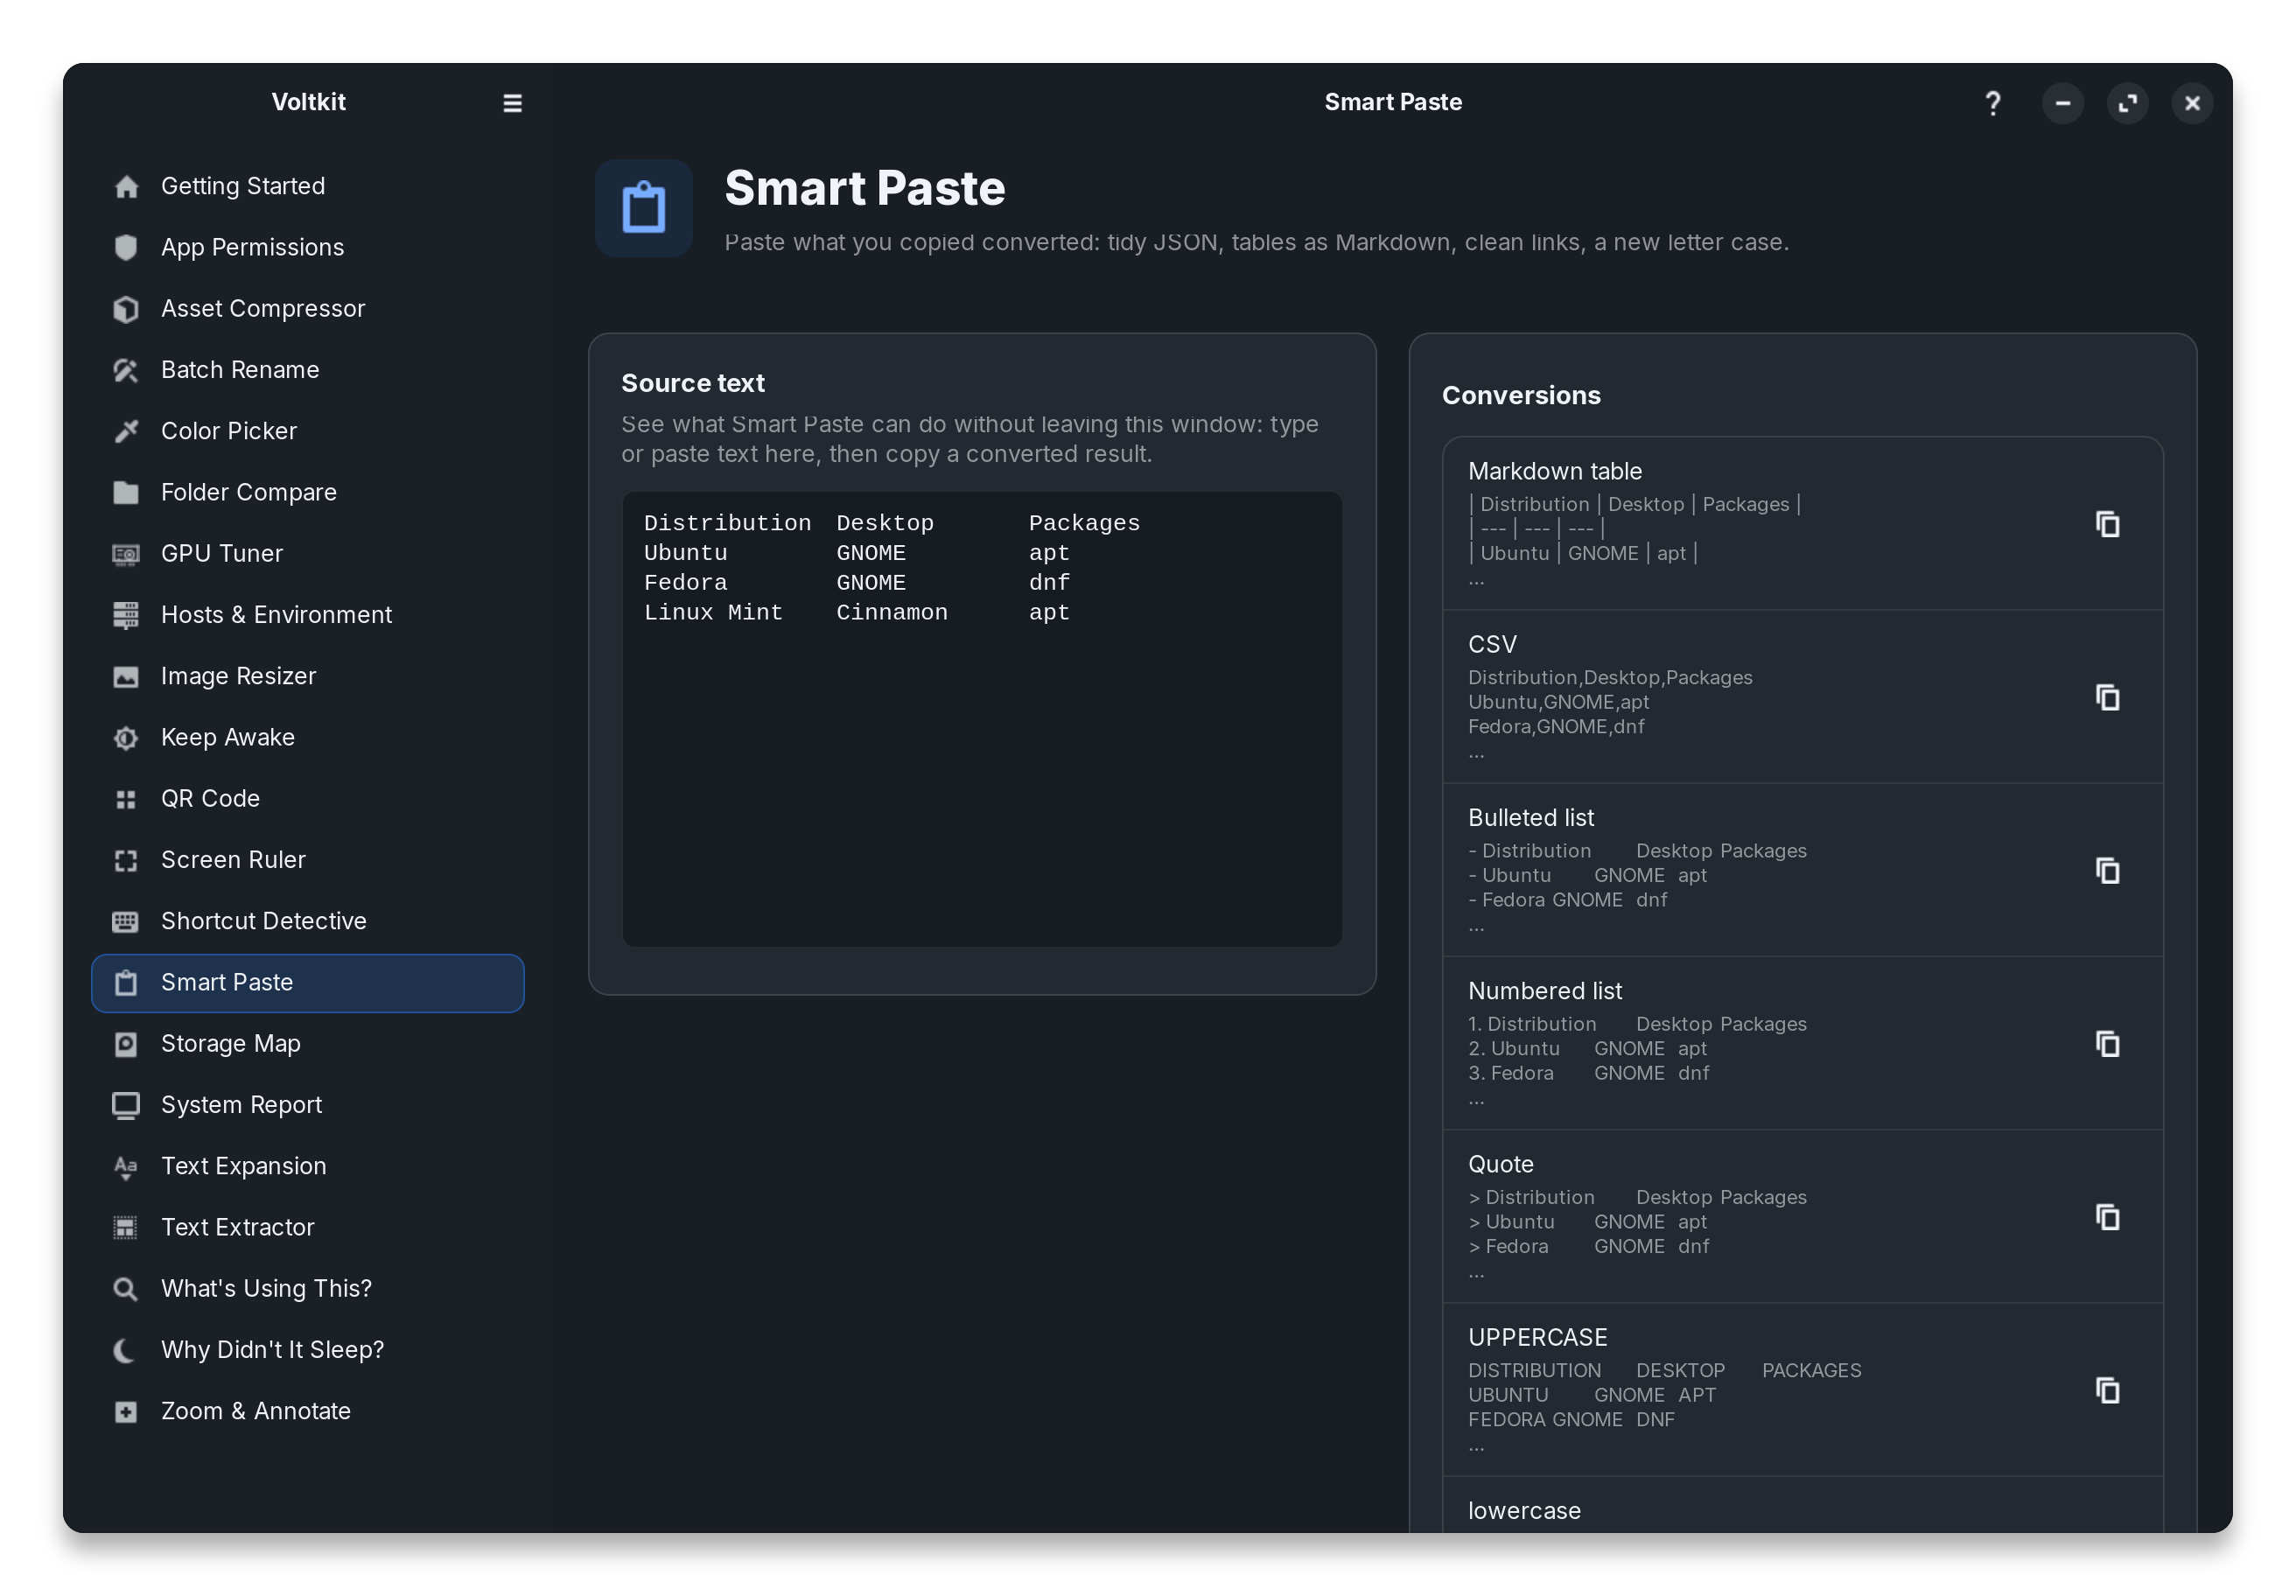 Voltkit
Getting Started
App Permissions
Asset Compressor
Batch Rename
Color Picker
Folder Compare
GPU Tuner
Hosts & Environment
Image Resizer
Keep Awake
QR Code
Screen Ruler
Shortcut Detective
Smart Paste
Storage Map
System Report
Text Expansion
Text Extractor
What's Using This?
Why Didn't It Sleep?
Zoom & Annotate
Smart Paste
?
Smart Paste
Paste what you copied converted: tidy JSON, tables as Markdown, clean links, a new letter case.
Source text
See what Smart Paste can do without leaving this window: type
or paste text here, then copy a converted result.
Distribution Desktop Packages
Ubuntu GNOME apt
Fedora GNOME dnf
Linux Mint Cinnamon apt
Conversions
Markdown table
| Distribution | Desktop | Packages |
| --- | --- | --- |
| Ubuntu | GNOME | apt |
...
CSV
Distribution,Desktop,Packages
Ubuntu,GNOME,apt
Fedora,GNOME,dnf
...
Bulleted list
- Distribution Desktop Packages
- Ubuntu GNOME apt
- Fedora GNOME dnf
...
Numbered list
1. Distribution Desktop Packages
2. Ubuntu GNOME apt
3. Fedora GNOME dnf
...
Quote
> Distribution Desktop Packages
> Ubuntu GNOME apt
> Fedora GNOME dnf
...
UPPERCASE
DISTRIBUTION DESKTOP PACKAGES
UBUNTU GNOME APT
FEDORA GNOME DNF
...
lowercase